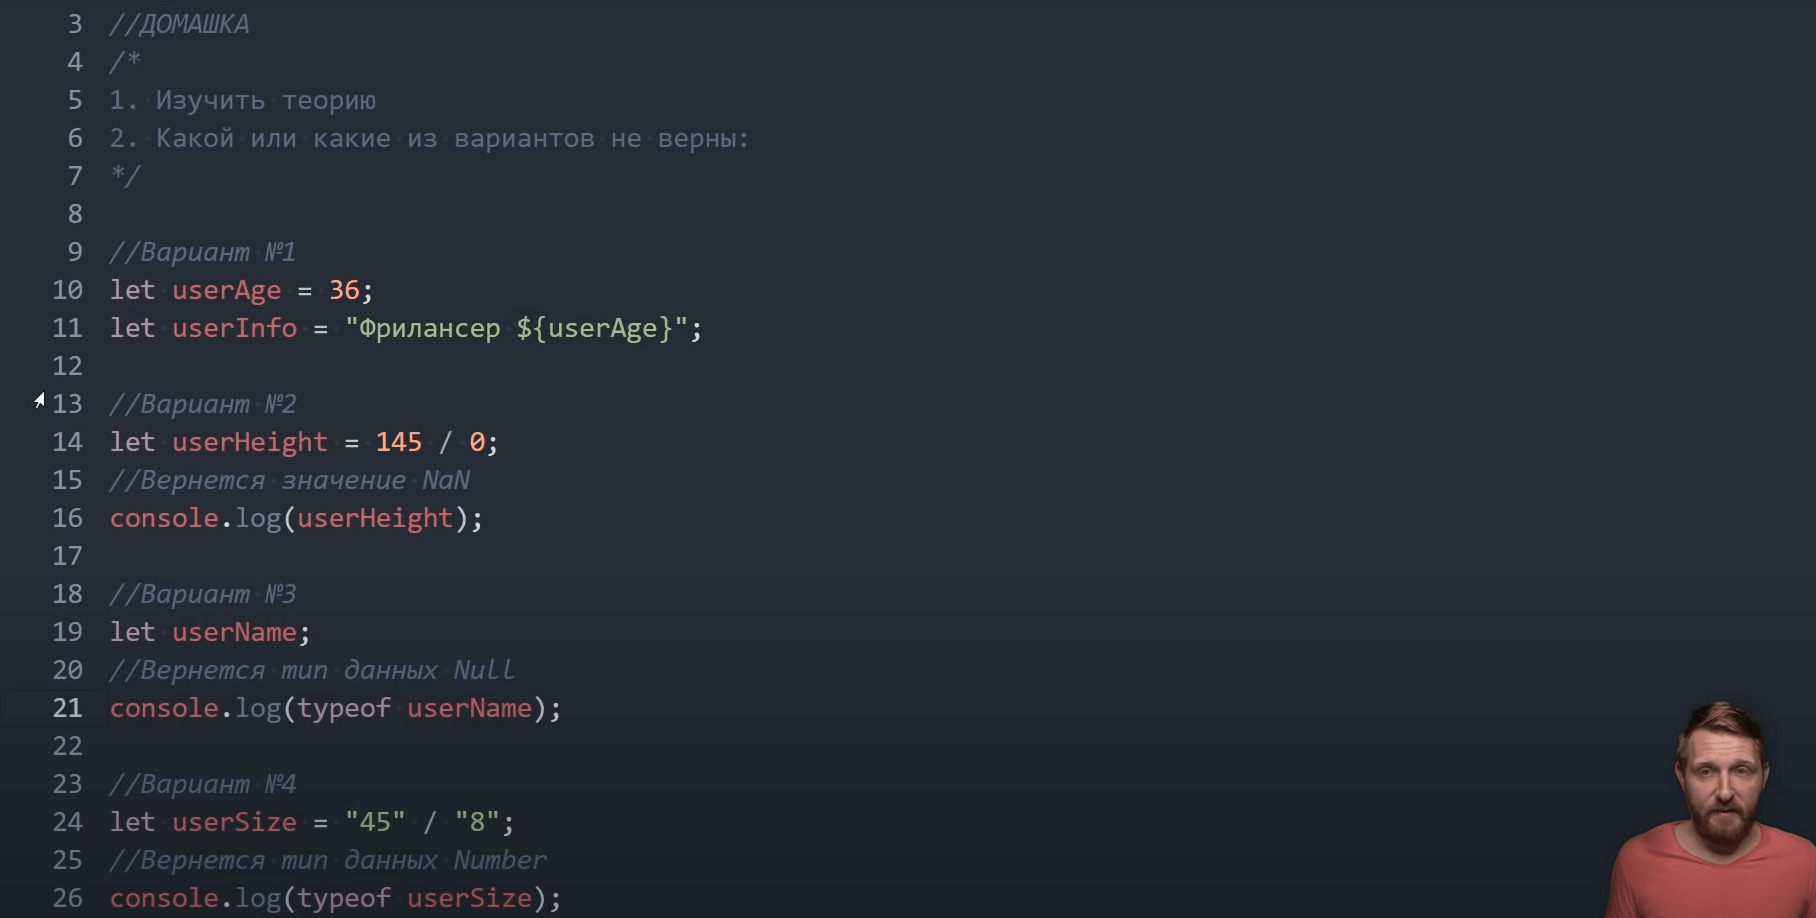 3 //ДОМАШКА
4 /*
5 1. Изучить теорию
6 2. Какой или какие из вариантов не верны:
7 */
8
9 //Вариант №1
10 let userAge = 36;
11 let userInfo = "Фрилансер ${userAge}";
12
13 //Вариант №2
14 let userHeight = 145 / 0;
15 //Вернется значение NaN
16 console.log(userHeight);
17
18 //Вариант №3
19 let userName;
20 //Вернется тип данных Null
21 console.log(typeof userName);
22
23 //Вариант №4
24 let userSize = "45" / "8";
25 //Вернется тип данных Number
26 console.log(typeof userSize);